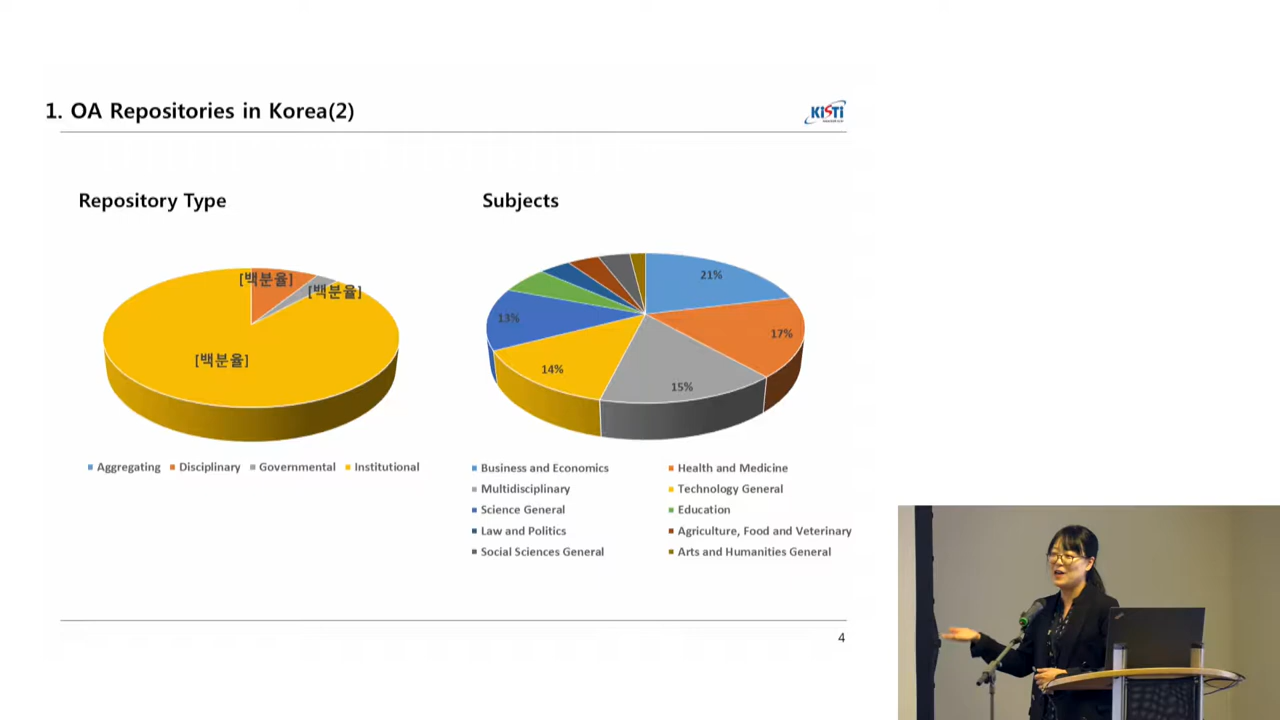 1. OA Repositories in Korea(2)
KiSTi
Repository Type
Subjects
[백분율]
[백분율]
[백분율]
Aggregating
Disciplinary
Governmental
Institutional
21%
17%
15%
14%
13%
Business and Economics
Health and Medicine
Multidisciplinary
Technology General
Science General
Education
Law and Politics
Agriculture, Food and Veterinary
Social Sciences General
Arts and Humanities General
4